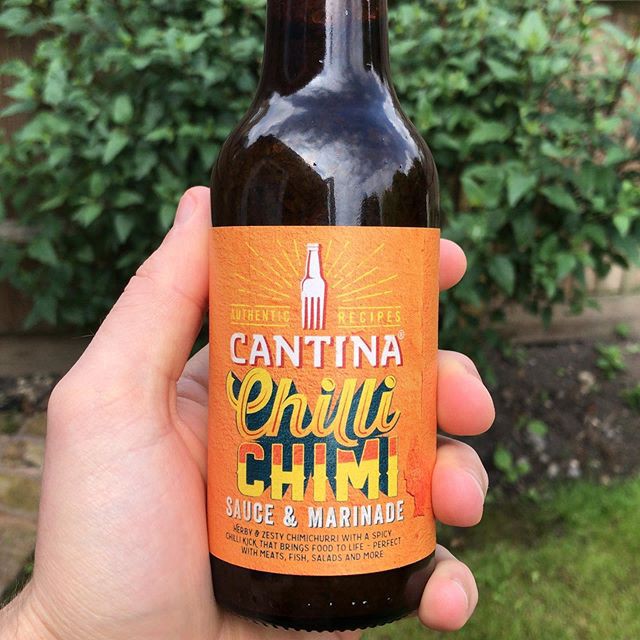 AUTHENTIC RECIPES
CANTINA®
Chilli
CHIMI
SAUCE & MARINADE
HERBY & ZESTY CHIMICHURRI WITH A SPICY
CHILLI KICK THAT BRINGS FOOD TO LIFE - PERFECT
WITH MEATS, FISH, SALADS AND MORE